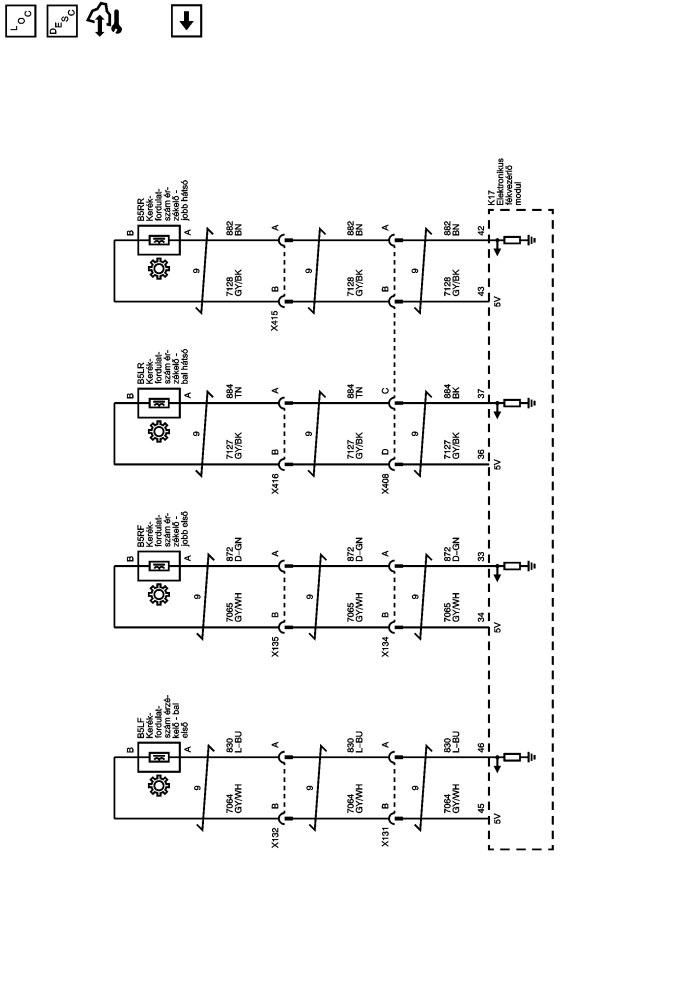 LOC
DESC
B5LF
Kerék-
fordulat-
szám érzé-
kelő - bal
első
B
A
9
830
L-BU
7064
GY/WH
A
B
X132
9
830
L-BU
7064
GY/WH
A
B
X131
9
830
L-BU
7064
GY/WH
46
45
5V
B5RF
Kerék-
fordulat-
szám ér-
zékelő -
jobb első
B
A
9
872
D-GN
7065
GY/WH
A
B
X135
9
872
D-GN
7065
GY/WH
A
B
X134
9
872
D-GN
7065
GY/WH
33
34
5V
B5LR
Kerék-
fordulat-
szám ér-
zékelő -
bal hátsó
B
A
9
884
TN
7127
GY/BK
A
B
X416
9
884
TN
7127
GY/BK
C
D
X408
9
884
BK
7127
GY/BK
37
36
5V
B5RR
Kerék-
fordulat-
szám ér-
zékelő -
jobb hátsó
B
A
9
882
BN
7128
GY/BK
A
B
X415
9
882
BN
7128
GY/BK
A
B
9
882
BN
7128
GY/BK
42
43
5V
K17
Elektronikus
fékvezérlő
modul